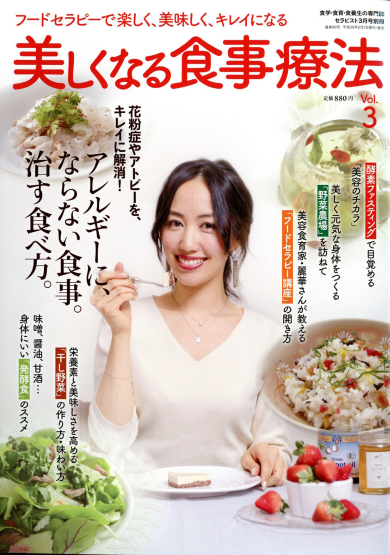 フードセラピーで楽しく、美味しく、キレイになる
食学・食育・食養生の専門誌
セラピスト3月号別冊
美しくなる食事療法
定価 880円
Vol.
3
花粉症やアトピーを、
キレイに解消!
アレルギーに、
ならない食事。
治す食べ方。
酵素ファスティングで目覚める
「美容のチカラ」
美しく元気な身体をつくる
「野菜農場」を訪ねて
美容食育家・麗華さんが教える
「フードセラピー講座」の開き方
栄養素と美味しさを高める
「干し野菜」の作り方・味わい方
味噌、醤油、甘酒…
身体にいい「発酵食」のススメ